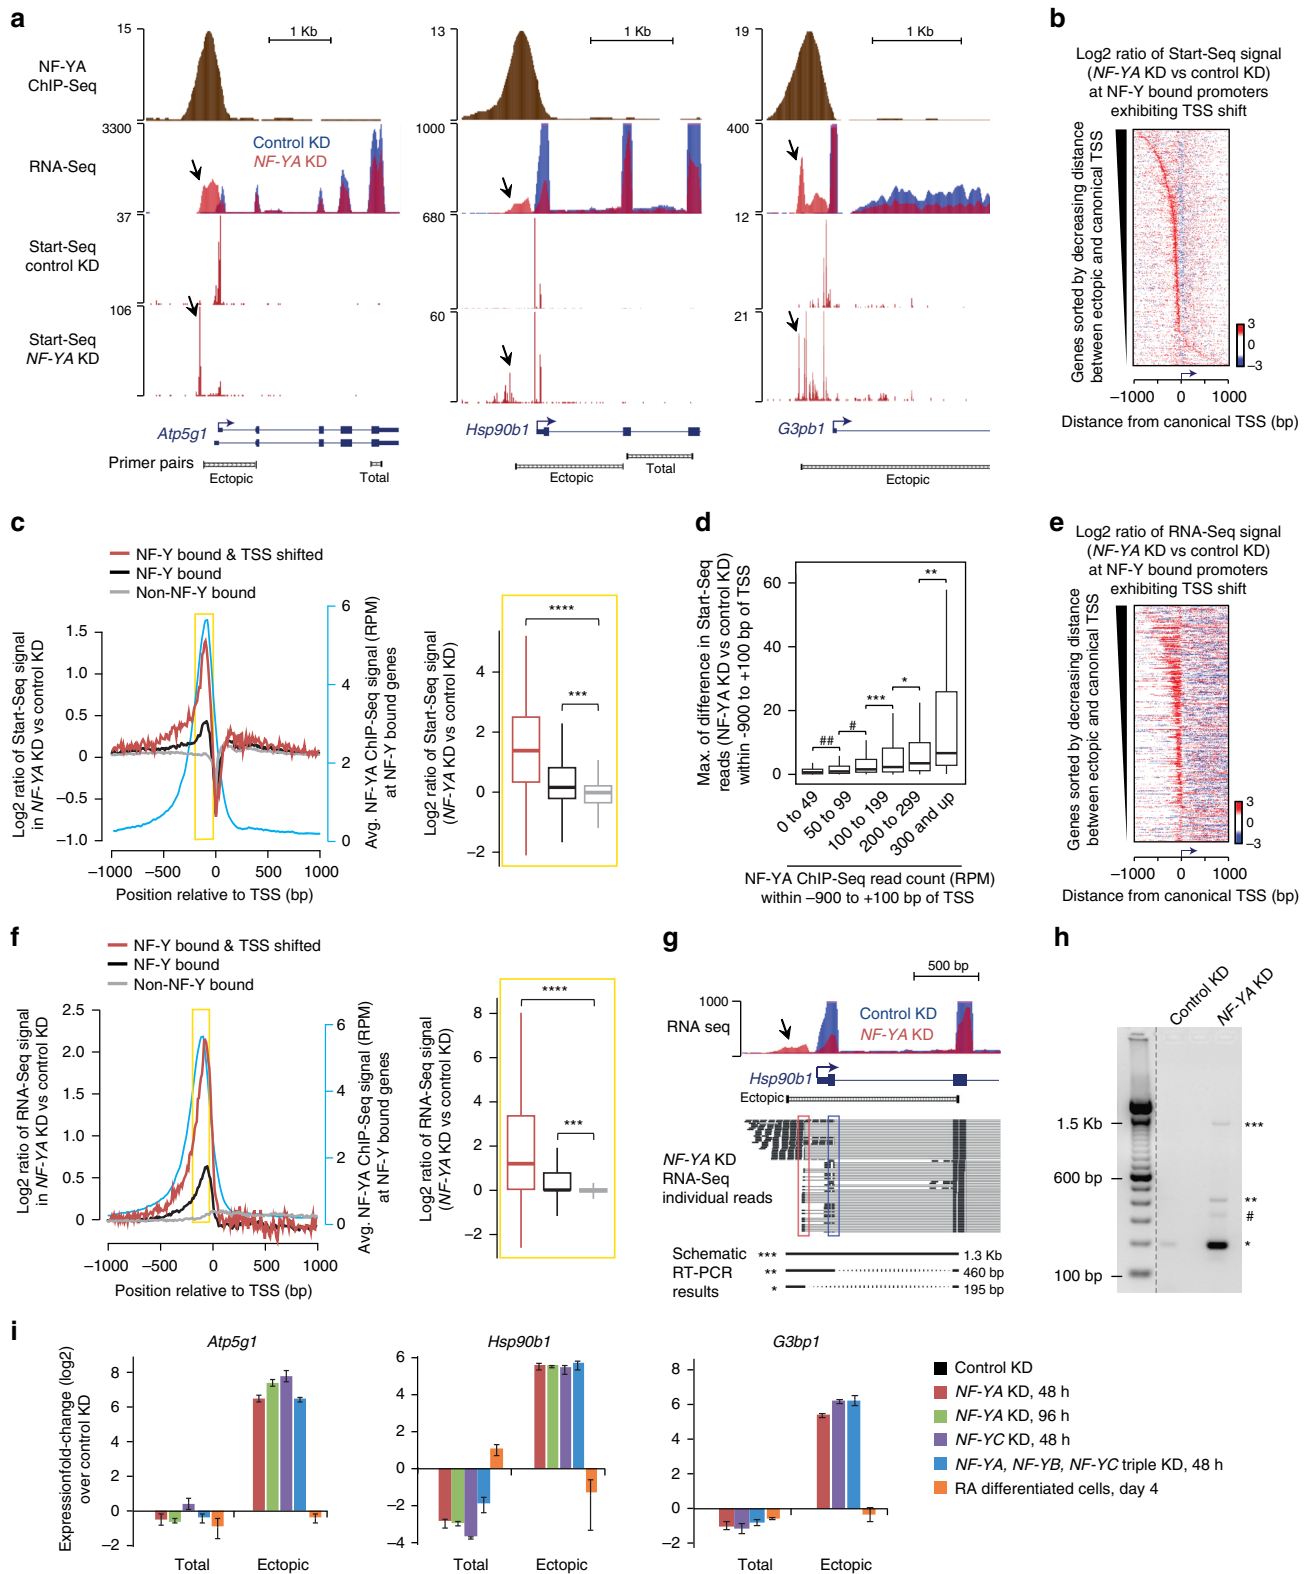 a
15
13
19
1 Kb
1 Kb
1 Kb
NF-YA
ChIP-Seq
3300
1000
400
Control KD
NF-YA KD
RNA-Seq
37
680
12
Start-Seq
control KD
106
60
21
Start-Seq
NF-YA KD
Atp5g1
Hsp90b1
G3pb1
Primer pairs
Ectopic
Total
Ectopic
Total
Ectopic
b
Log2 ratio of Start-Seq signal
(NF-YA KD vs control KD)
at NF-Y bound promoters
exhibiting TSS shift
Genes sorted by decreasing distance
between ectopic and canonical TSS
3
0
−3
−1000
0
1000
Distance from canonical TSS (bp)
c
NF-Y bound & TSS shifted
NF-Y bound
Non-NF-Y bound
Log2 ratio of Start-Seq signal
in NF-YA KD vs control KD
1.5
1.0
0.5
0
−0.5
−1.0
6
4
2
0
Avg. NF-YA ChIP-Seq signal (RPM)
at NF-Y bound genes
−1000
−500
0
500
1000
Position relative to TSS (bp)
Log2 ratio of Start-Seq signal
(NF-YA KD vs control KD)
4
2
0
−2
****
***
d
Max. of difference in Start-Seq
reads (NF-YA KD vs control KD)
within -900 to +100 bp of TSS
60
40
20
0
##
#
***
*
**
0 to 49
50 to 99
100 to 199
200 to 299
300 and up
NF-YA ChIP-Seq read count (RPM)
within −900 to +100 bp of TSS
e
Log2 ratio of RNA-Seq signal
(NF-YA KD vs control KD)
at NF-Y bound promoters
exhibiting TSS shift
Genes sorted by decreasing distance
between ectopic and canonical TSS
3
0
−3
−1000
0
1000
Distance from canonical TSS (bp)
f
NF-Y bound & TSS shifted
NF-Y bound
Non-NF-Y bound
Log2 ratio of RNA-Seq signal
in NF-YA KD vs control KD
2.5
2.0
1.5
1.0
0.5
0
6
4
2
0
Avg. NF-YA ChIP-Seq signal (RPM)
at NF-Y bound genes
−1000
−500
0
500
1000
Position relative to TSS (bp)
Log2 ratio of RNA-Seq signal
(NF-YA KD vs control KD)
8
6
4
2
0
−2
****
***
g
500 bp
1000
RNA seq
Control KD
NF-YA KD
Hsp90b1
Ectopic
NF-YA KD
RNA-Seq
individual reads
Schematic
RT-PCR
results
*** 1.3 Kb
** 460 bp
* 195 bp
h
Control KD
NF-YA KD
1.5 Kb
600 bp
100 bp
***
**
#
*
i
Expressionfold-change (log2)
over control KD
Atp5g1
8
6
4
2
0
−2
Total
Ectopic
Hsp90b1
6
4
2
0
−2
−4
Total
Ectopic
G3bp1
8
6
4
2
0
−2
Total
Ectopic
Control KD
NF-YA KD, 48 h
NF-YA KD, 96 h
NF-YC KD, 48 h
NF-YA, NF-YB, NF-YC triple KD, 48 h
RA differentiated cells, day 4